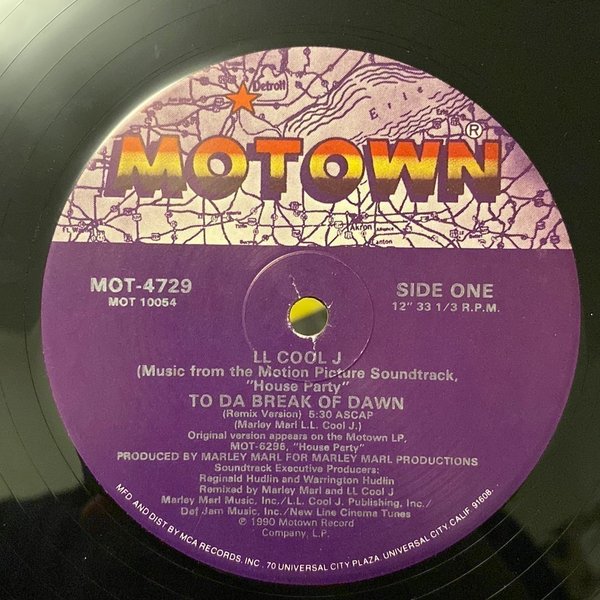 Detroit
Erie
MOTOWN®
Akron
Canton
MOT-4729
MOT 10054
SIDE ONE
12" 33 1/3 R.P.M.
LL COOL J
(Music from the Motion Picture Soundtrack,
"House Party"
TO DA BREAK OF DAWN
(Remix Version) 5:30 ASCAP
(Marley Marl L.L. Cool J.)
Original version appears on the Motown LP,
MOT-6296, "House Party"
PRODUCED BY MARLEY MARL FOR MARLEY MARL PRODUCTIONS
Soundtrack Executive Producers:
Reginald Hudlin and Warrington Hudlin
Remixed by Marley Marl and LL Cool J
Marley Marl Music, Inc./L.L. Cool J. Publishing, Inc./
Def Jam Music, Inc./New Line Cinema Tunes
℗ 1990 Motown Record
Company, L.P.
MFD. AND DIST BY MCA RECORDS, INC., 70 UNIVERSAL CITY PLAZA, UNIVERSAL CITY, CALIF. 91608.